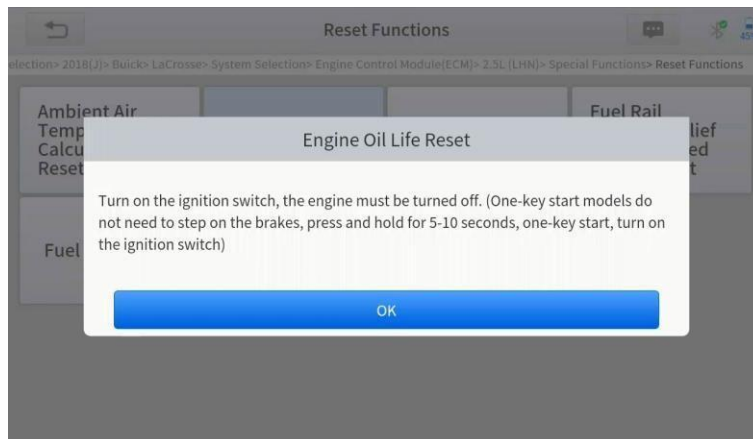 Reset Functions
45%
election> 2018(J)> Buick> LaCrosse> System Selection> Engine Control Module(ECM)> 2.5L (LHN)> Special Functions> Reset Functions
Ambient Air
Temp
Calcu
Reset
Fuel Rail
lief
ed
t
Engine Oil Life Reset
Turn on the ignition switch, the engine must be turned off. (One-key start models do
not need to step on the brakes, press and hold for 5-10 seconds, one-key start, turn on
the ignition switch)
Fuel
OK